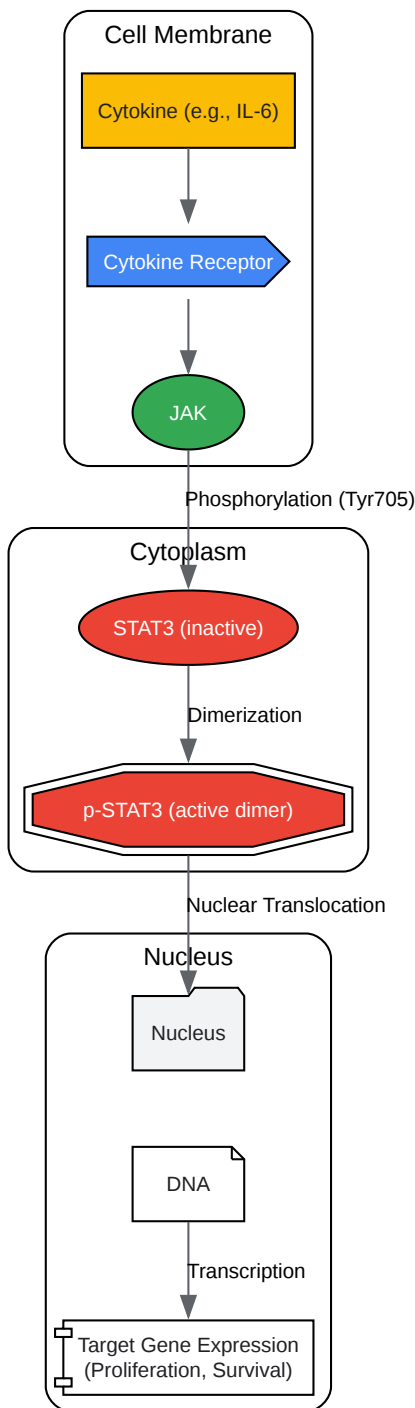 Cell Membrane
Cytokine (e.g., IL-6)
Cytokine Receptor
JAK
Phosphorylation (Tyr705)
Cytoplasm
STAT3 (inactive)
Dimerization
p-STAT3 (active dimer)
Nuclear Translocation
Nucleus
Nucleus
DNA
Transcription
Target Gene Expression
(Proliferation, Survival)